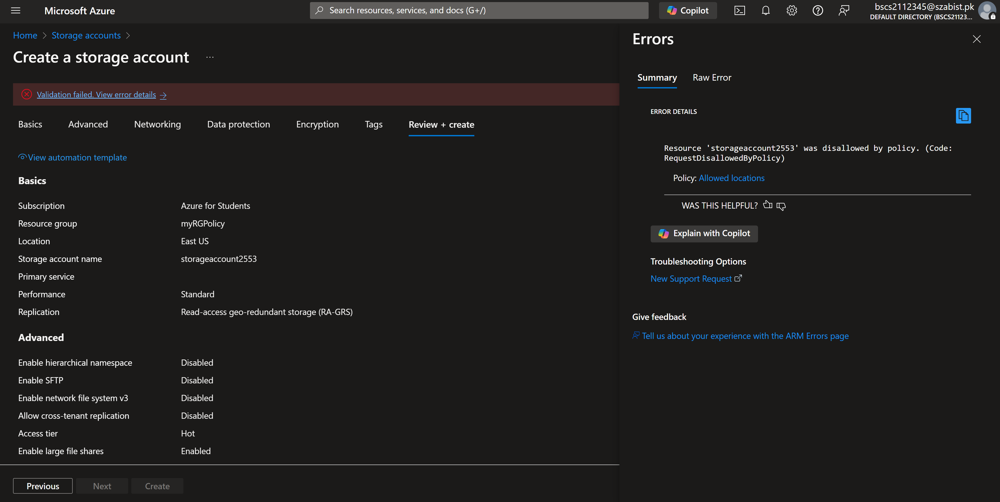 Microsoft Azure
Search resources, services, and docs (G+/)
Copilot
bscs2112345@szabist.pk
DEFAULT DIRECTORY (BSCS21123...
Home > Storage accounts >
Create a storage account ...
Validation failed. View error details →
Basics Advanced Networking Data protection Encryption Tags Review + create
View automation template
Basics
Subscription Azure for Students
Resource group myRGPolicy
Location East US
Storage account name storageaccount2553
Primary service
Performance Standard
Replication Read-access geo-redundant storage (RA-GRS)
Advanced
Enable hierarchical namespace Disabled
Enable SFTP Disabled
Enable network file system v3 Disabled
Allow cross-tenant replication Disabled
Access tier Hot
Enable large file shares Enabled
Previous Next Create
Errors
Summary Raw Error
ERROR DETAILS
Resource 'storageaccount2553' was disallowed by policy. (Code:
RequestDisallowedByPolicy)
Policy: Allowed locations
WAS THIS HELPFUL?
Explain with Copilot
Troubleshooting Options
New Support Request
Give feedback
Tell us about your experience with the ARM Errors page